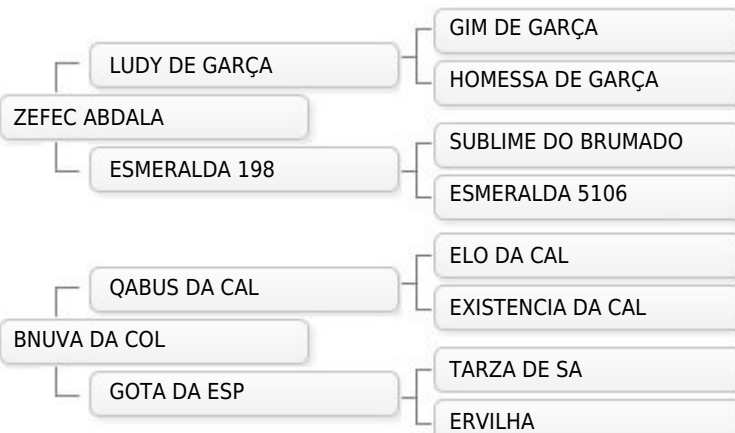 GIM DE GARÇA
LUDY DE GARÇA
HOMESSA DE GARÇA
ZEFEC ABDALA
SUBLIME DO BRUMADO
ESMERALDA 198
ESMERALDA 5106
ELO DA CAL
QABUS DA CAL
EXISTENCIA DA CAL
BNUVA DA COL
TARZA DE SA
GOTA DA ESP
ERVILHA